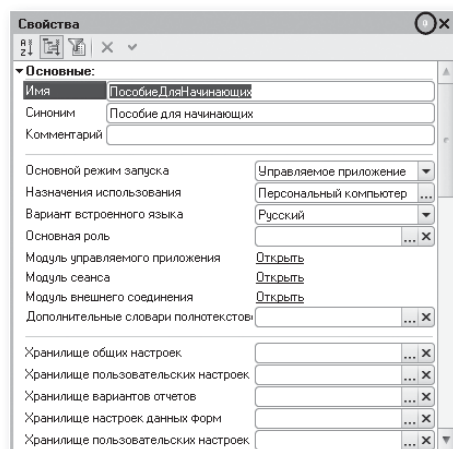 Свойства
Основные:
Имя ПособиеДляНачинающих
Синоним Пособие для начинающих
Комментарий
Основной режим запуска Управляемое приложение
Назначения использования Персональный компьютер ...
Вариант встроенного языка Русский
Основная роль ...
Модуль управляемого приложения Открыть
Модуль сеанса Открыть
Модуль внешнего соединения Открыть
Дополнительные словари полнотекстов ...
Хранилище общих настроек ...
Хранилище пользовательских настроек ...
Хранилище вариантов отчетов ...
Хранилище настроек данных форм ...
Хранилище пользовательских настроек ...